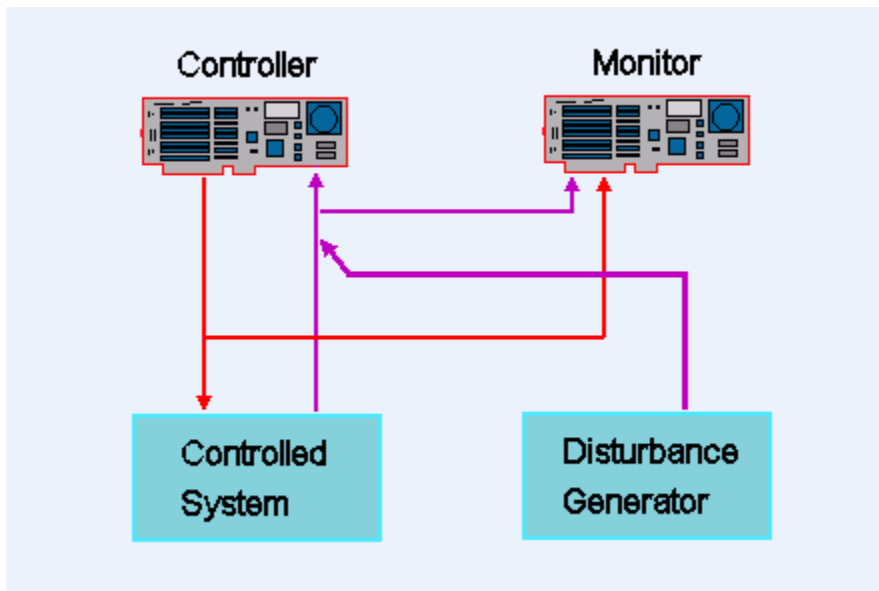 Controller
Monitor
Controlled
System
Disturbance
Generator